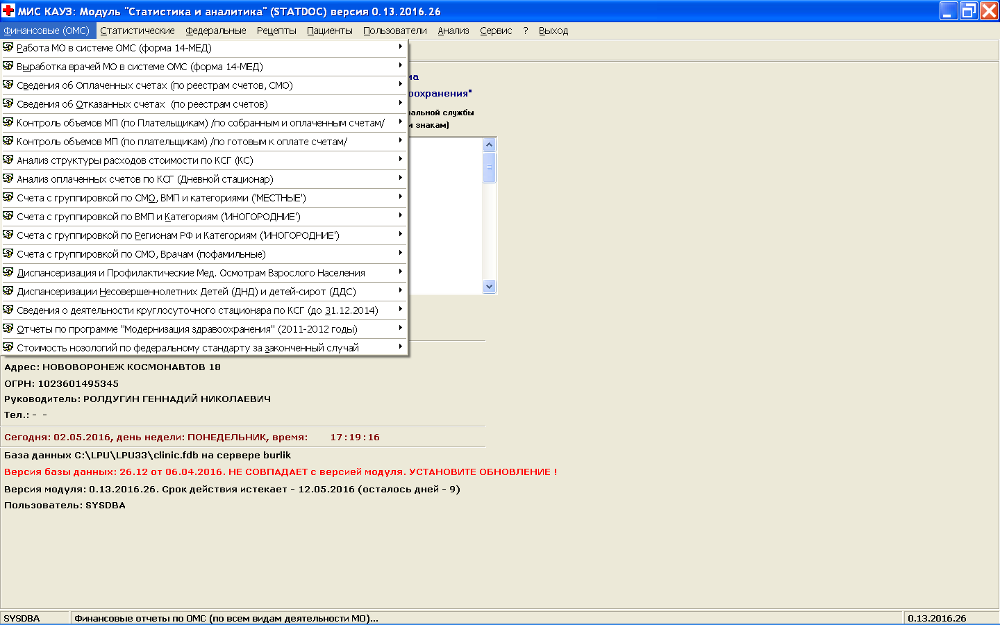 МИС КАУЗ: Модуль "Статистика и аналитика" (STATDOC) версия 0.13.2016.26
Финансовые (ОМС) Статистические Федеральные Рецепты Пациенты Пользователи Анализ Сервис ? Выход
Работа МО в системе ОМС (форма 14-МЕД)
Выработка врачей МО в системе ОМС (форма 14-МЕД)
Сведения об Оплаченных счетах (по реестрам счетов, СМО)
Сведения об Отказанных счетах (по реестрам счетов)
Контроль объемов МП (по Плательщикам) /по собранным и оплаченным счетам/
Контроль объемов МП (по плательщикам) /по готовым к оплате счетам/
Анализ структуры расходов стоимости по КСГ (КС)
Анализ оплаченных счетов по КСГ (Дневной стационар)
Счета с группировкой по СМО, ВМП и категориями ('МЕСТНЫЕ')
Счета с группировкой по ВМП и Категориям ('ИНОГОРОДНИЕ')
Счета с группировкой по Регионам РФ и Категориям ('ИНОГОРОДНИЕ')
Счета с группировкой по СМО, Врачам (пофамильные)
Диспансеризация и Профилактические Мед. Осмотрам Взрослого Населения
Диспансеризации Несовершеннолетних Детей (ДНД) и детей-сирот (ДДС)
Сведения о деятельности круглосуточного стационара по КСГ (до 31.12.2014)
Отчеты по программе "Модернизация здравоохранения" (2011-2012 годы)
Стоимость нозологий по федеральному стандарту за законченный случай
ма
оохранения"
ральной службы
м знакам)
Адрес: НОВОВОРОНЕЖ КОСМОНАВТОВ 18
ОГРН: 1023601495345
Руководитель: РОЛДУГИН ГЕННАДИЙ НИКОЛАЕВИЧ
Тел.: - -
Сегодня: 02.05.2016, день недели: ПОНЕДЕЛЬНИК, время: 17:19:16
База данных C:\LPU\LPU33\clinic.fdb на сервере burlik
Версия базы данных: 26.12 от 06.04.2016. НЕ СОВПАДАЕТ с версией модуля. УСТАНОВИТЕ ОБНОВЛЕНИЕ !
Версия модуля: 0.13.2016.26. Срок действия истекает - 12.05.2016 (осталось дней - 9)
Пользователь: SYSDBA
SYSDBA Финансовые отчеты по ОМС (по всем видам деятельности МО)... 0.13.2016.26